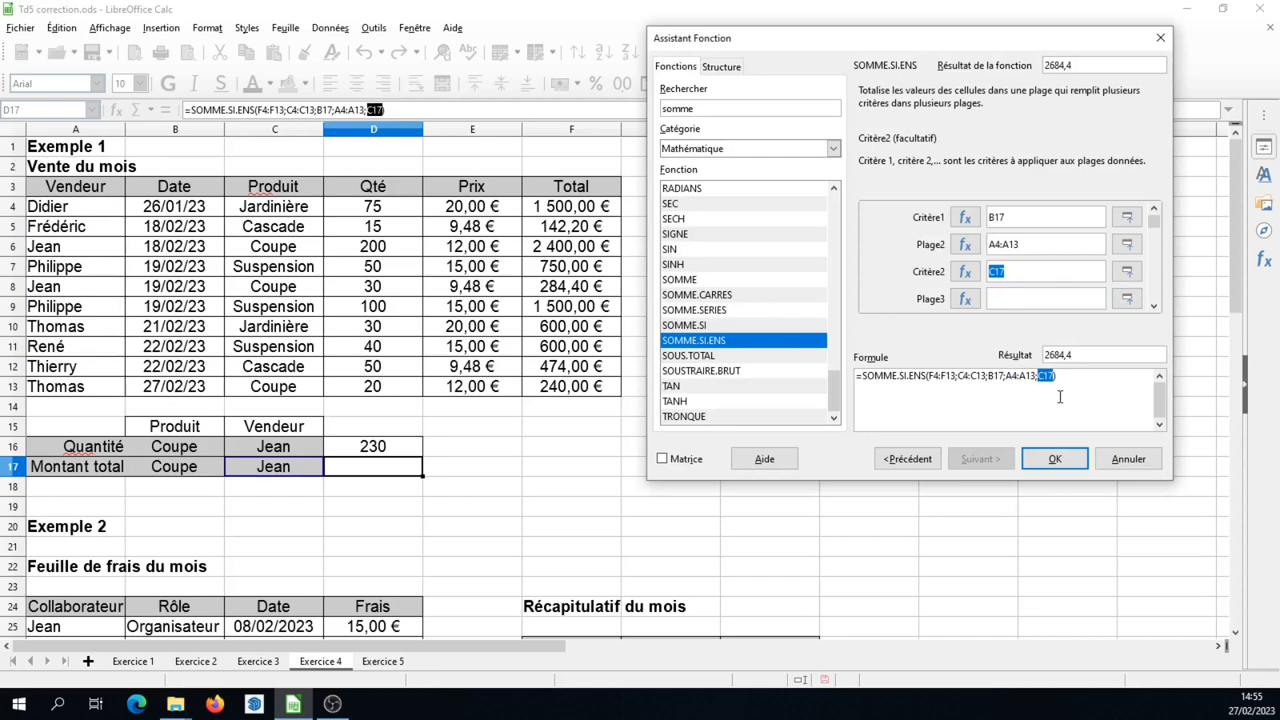 Td5 correction.ods - LibreOffice Calc
Fichier Édition Affichage Insertion Format Styles Feuille Données Outils Fenêtre Aide
Arial 10
D17 =SOMME.SI.ENS(F4:F13;C4:C13;B17;A4:A13;C17)
A B C D E F
1 Exemple 1
2 Vente du mois
3 Vendeur Date Produit Qté Prix Total
4 Didier 26/01/23 Jardinière 75 20,00 € 1 500,00 €
5 Frédéric 18/02/23 Cascade 15 9,48 € 142,20 €
6 Jean 18/02/23 Coupe 200 12,00 € 2 400,00 €
7 Philippe 19/02/23 Suspension 50 15,00 € 750,00 €
8 Jean 19/02/23 Coupe 30 9,48 € 284,40 €
9 Philippe 19/02/23 Suspension 100 15,00 € 1 500,00 €
10 Thomas 21/02/23 Jardinière 30 20,00 € 600,00 €
11 René 22/02/23 Suspension 40 15,00 € 600,00 €
12 Thierry 22/02/23 Cascade 50 9,48 € 474,00 €
13 Thomas 27/02/23 Coupe 20 12,00 € 240,00 €
14
15 Produit Vendeur
16 Quantité Coupe Jean 230
17 Montant total Coupe Jean
18
19
20 Exemple 2
21
22 Feuille de frais du mois
23
24 Collaborateur Rôle Date Frais Récapitulatif du mois
25 Jean Organisateur 08/02/2023 15,00 €
Exercice 1 Exercice 2 Exercice 3 Exercice 4 Exercice 5
Assistant Fonction
Fonctions Structure
Rechercher
somme
Catégorie
Mathématique
Fonction
RADIANS
SEC
SECH
SIGNE
SIN
SINH
SOMME
SOMME.CARRES
SOMME.SERIES
SOMME.SI
SOMME.SI.ENS
SOUS.TOTAL
SOUSTRAIRE.BRUT
TAN
TANH
TRONQUE
SOMME.SI.ENS Résultat de la fonction 2684,4
Totalise les valeurs des cellules dans une plage qui remplit plusieurs
critères dans plusieurs plages.
Critère2 (facultatif)
Critère 1, critère 2,... sont les critères à appliquer aux plages données.
Critère1 fx B17
Plage2 fx A4:A13
Critère2 fx C17
Plage3 fx
Formule Résultat 2684,4
=SOMME.SI.ENS(F4:F13;C4:C13;B17;A4:A13;C17)
Matrice Aide <Précédent Suivant > OK Annuler
14:55
27/02/2023